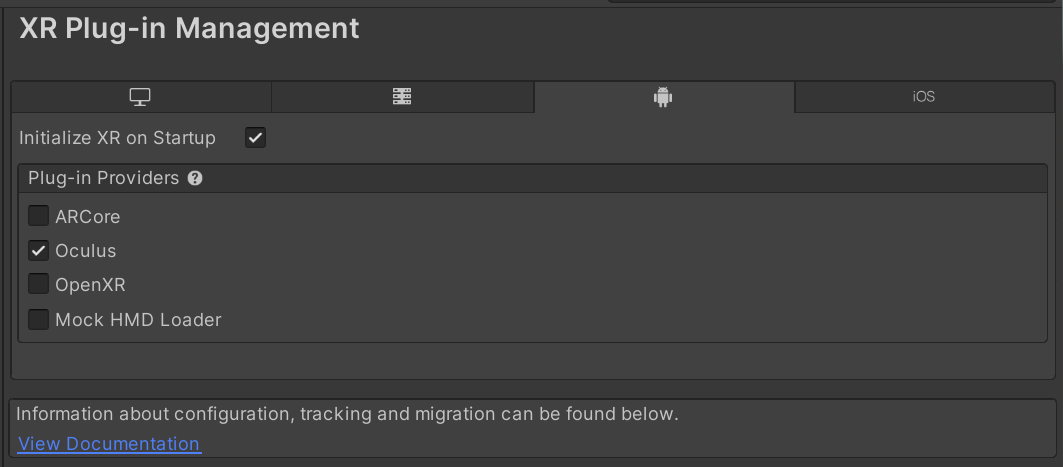 XR Plug-in Management
iOS
Initialize XR on Startup
Plug-in Providers ?
ARCore
Oculus
OpenXR
Mock HMD Loader
Information about configuration, tracking and migration can be found below.
View Documentation